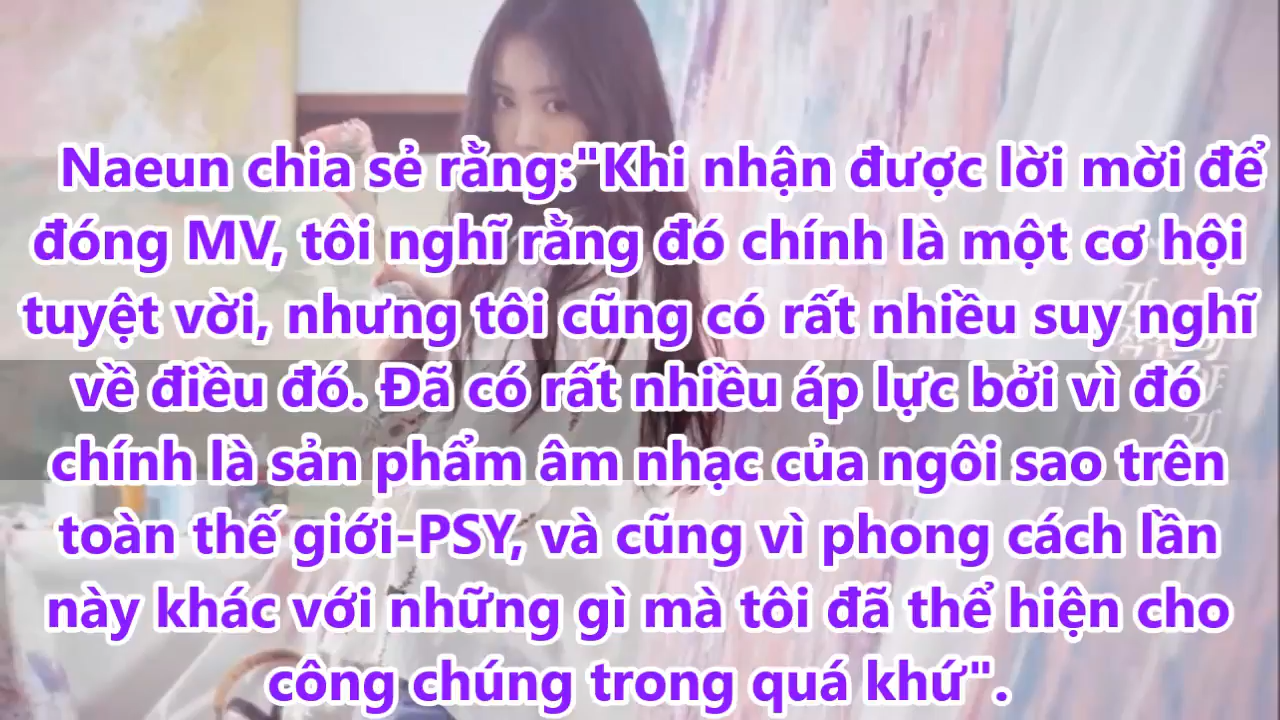 Naeun chia sẻ rằng:"Khi nhận được lời mời để
đóng MV, tôi nghĩ rằng đó chính là một cơ hội
tuyệt vời, nhưng tôi cũng có rất nhiều suy nghĩ
về điều đó. Đã có rất nhiều áp lực bởi vì đó
chính là sản phẩm âm nhạc của ngôi sao trên
toàn thế giới-PSY, và cũng vì phong cách lần
này khác với những gì mà tôi đã thể hiện cho
công chúng trong quá khứ".